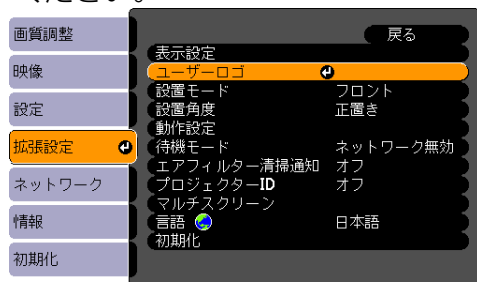 ください。
画質調整
映像
設定
拡張設定
ネットワーク
情報
初期化
戻る
表示設定
ユーザーロゴ
設置モード フロント
設置角度 正置き
動作設定
待機モード ネットワーク無効
エアフィルター清掃通知 オフ
プロジェクターID オフ
マルチスクリーン
言語 日本語
初期化